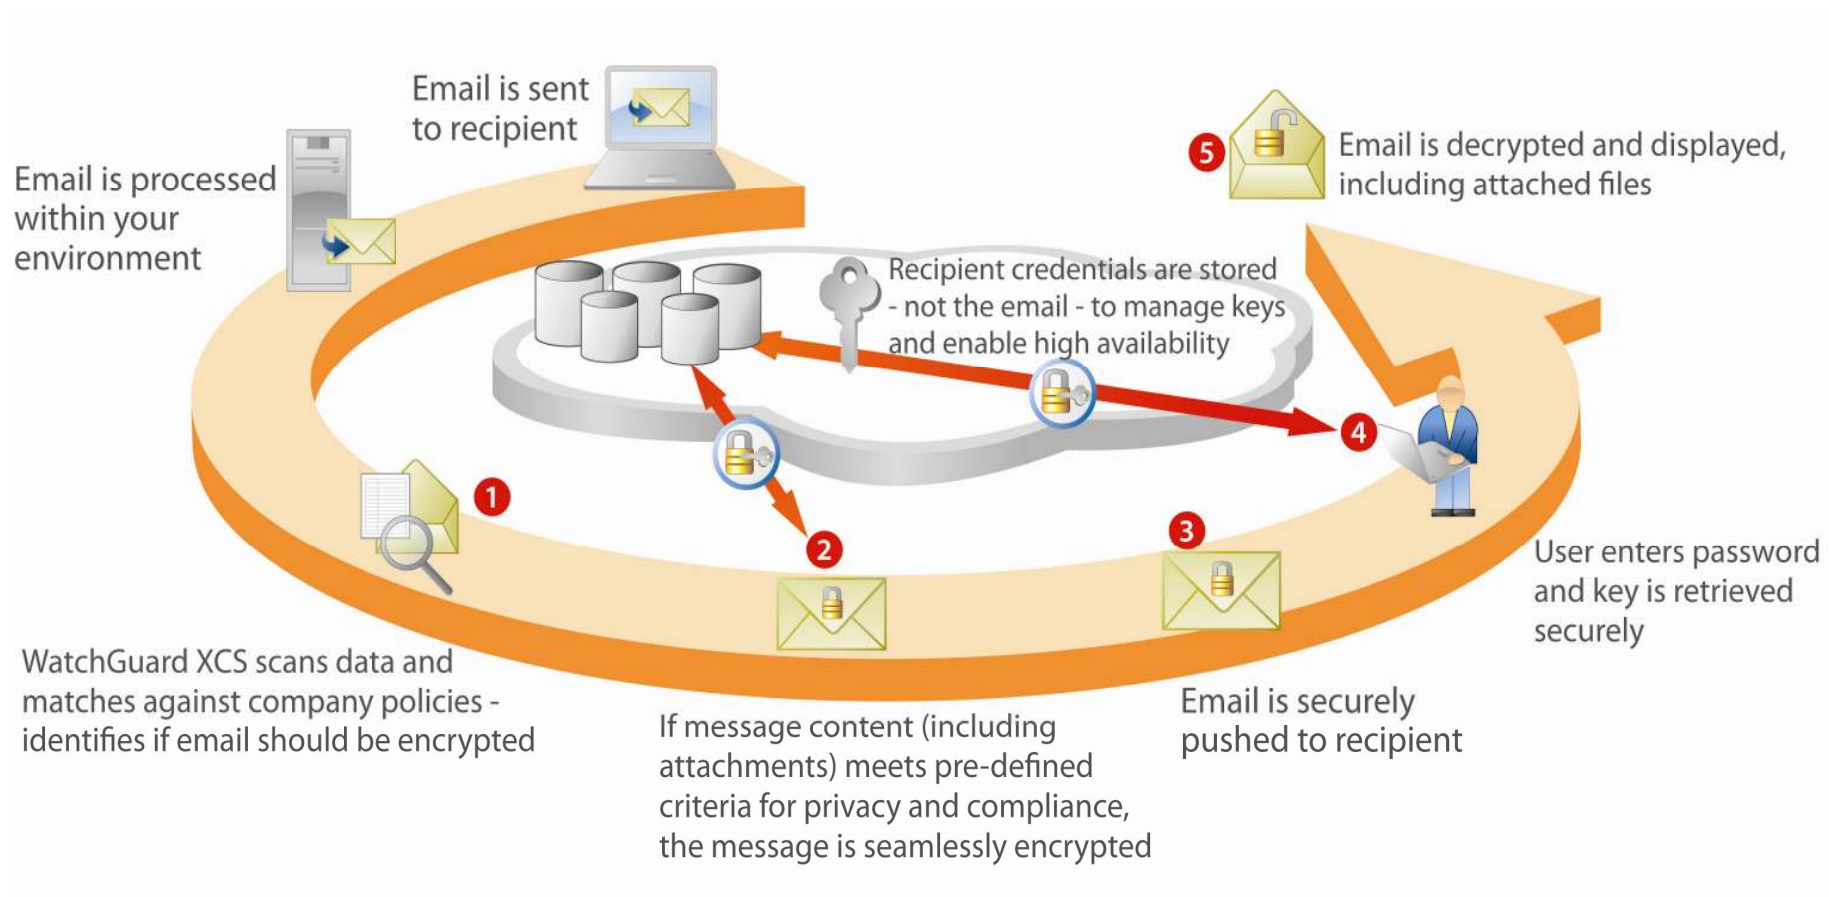 Email is sent
to recipient
Email is processed
within your
environment
Recipient credentials are stored
- not the email - to manage keys
and enable high availability
1
WatchGuard XCS scans data and
matches against company policies -
identifies if email should be encrypted
2
If message content (including
attachments) meets pre-defined
criteria for privacy and compliance,
the message is seamlessly encrypted
3
Email is securely
pushed to recipient
4
User enters password
and key is retrieved
securely
5
Email is decrypted and displayed,
including attached files